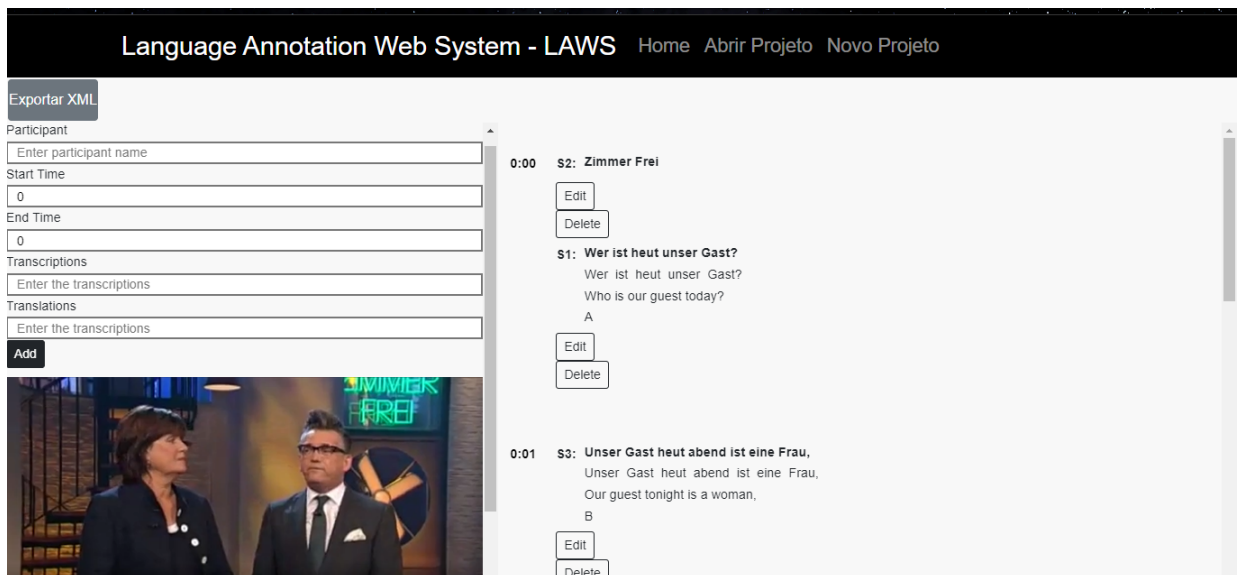 Language Annotation Web System - LAWS Home Abrir Projeto Novo Projeto
Exportar XML
Participant
Enter participant name
Start Time
0
End Time
0
Transcriptions
Enter the transcriptions
Translations
Enter the transcriptions
Add
ZIMMER
FREI
0:00 S2: Zimmer Frei
Edit
Delete
S1: Wer ist heut unser Gast?
Wer ist heut unser Gast?
Who is our guest today?
A
Edit
Delete
0:01 S3: Unser Gast heut abend ist eine Frau,
Unser Gast heut abend ist eine Frau,
Our guest tonight is a woman,
B
Edit
Delete